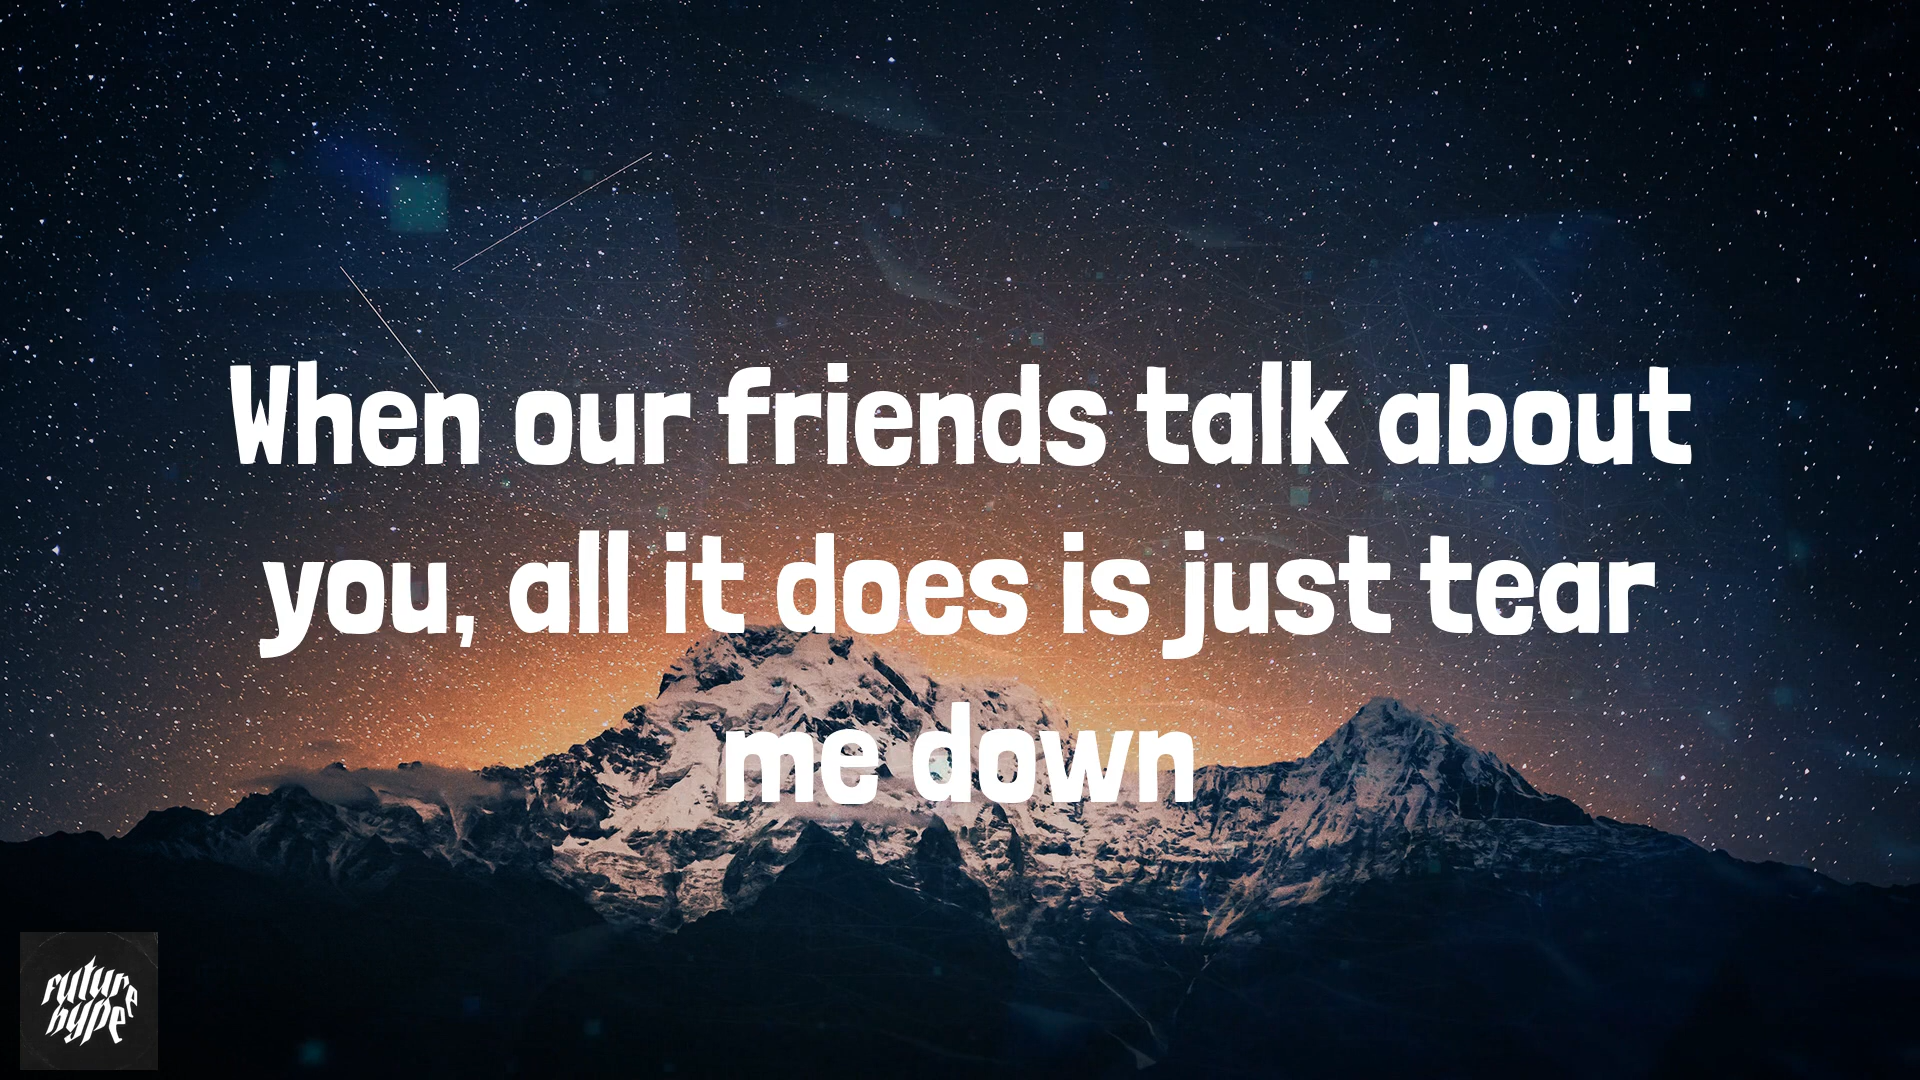 When our friends talk about
you, all it does is just tear
me down
future
hype